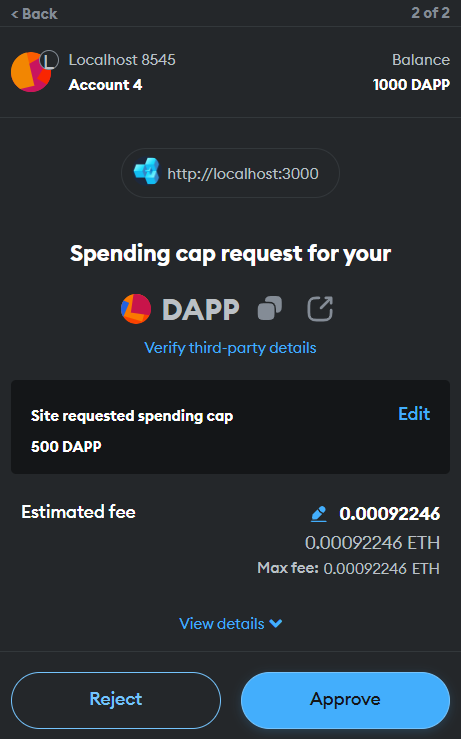 < Back
2 of 2
L
Localhost 8545
Balance
Account 4
1000 DAPP
http://localhost:3000
Spending cap request for your
DAPP
Verify third-party details
Site requested spending cap
Edit
500 DAPP
Estimated fee
0.00092246
0.00092246 ETH
Max fee: 0.00092246 ETH
View details
Reject
Approve